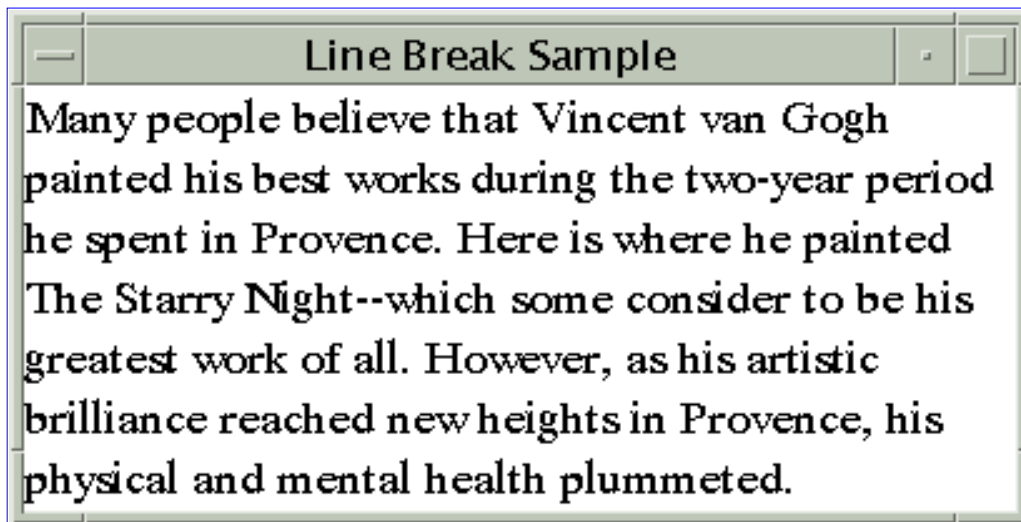 Line Break Sample
Many people believe that Vincent van Gogh
painted his best works during the two-year period
he spent in Provence. Here is where he painted
The Starry Night--which some consider to be his
greatest work of all. However, as his artistic
brilliance reached new heights in Provence, his
physical and mental health plummeted.